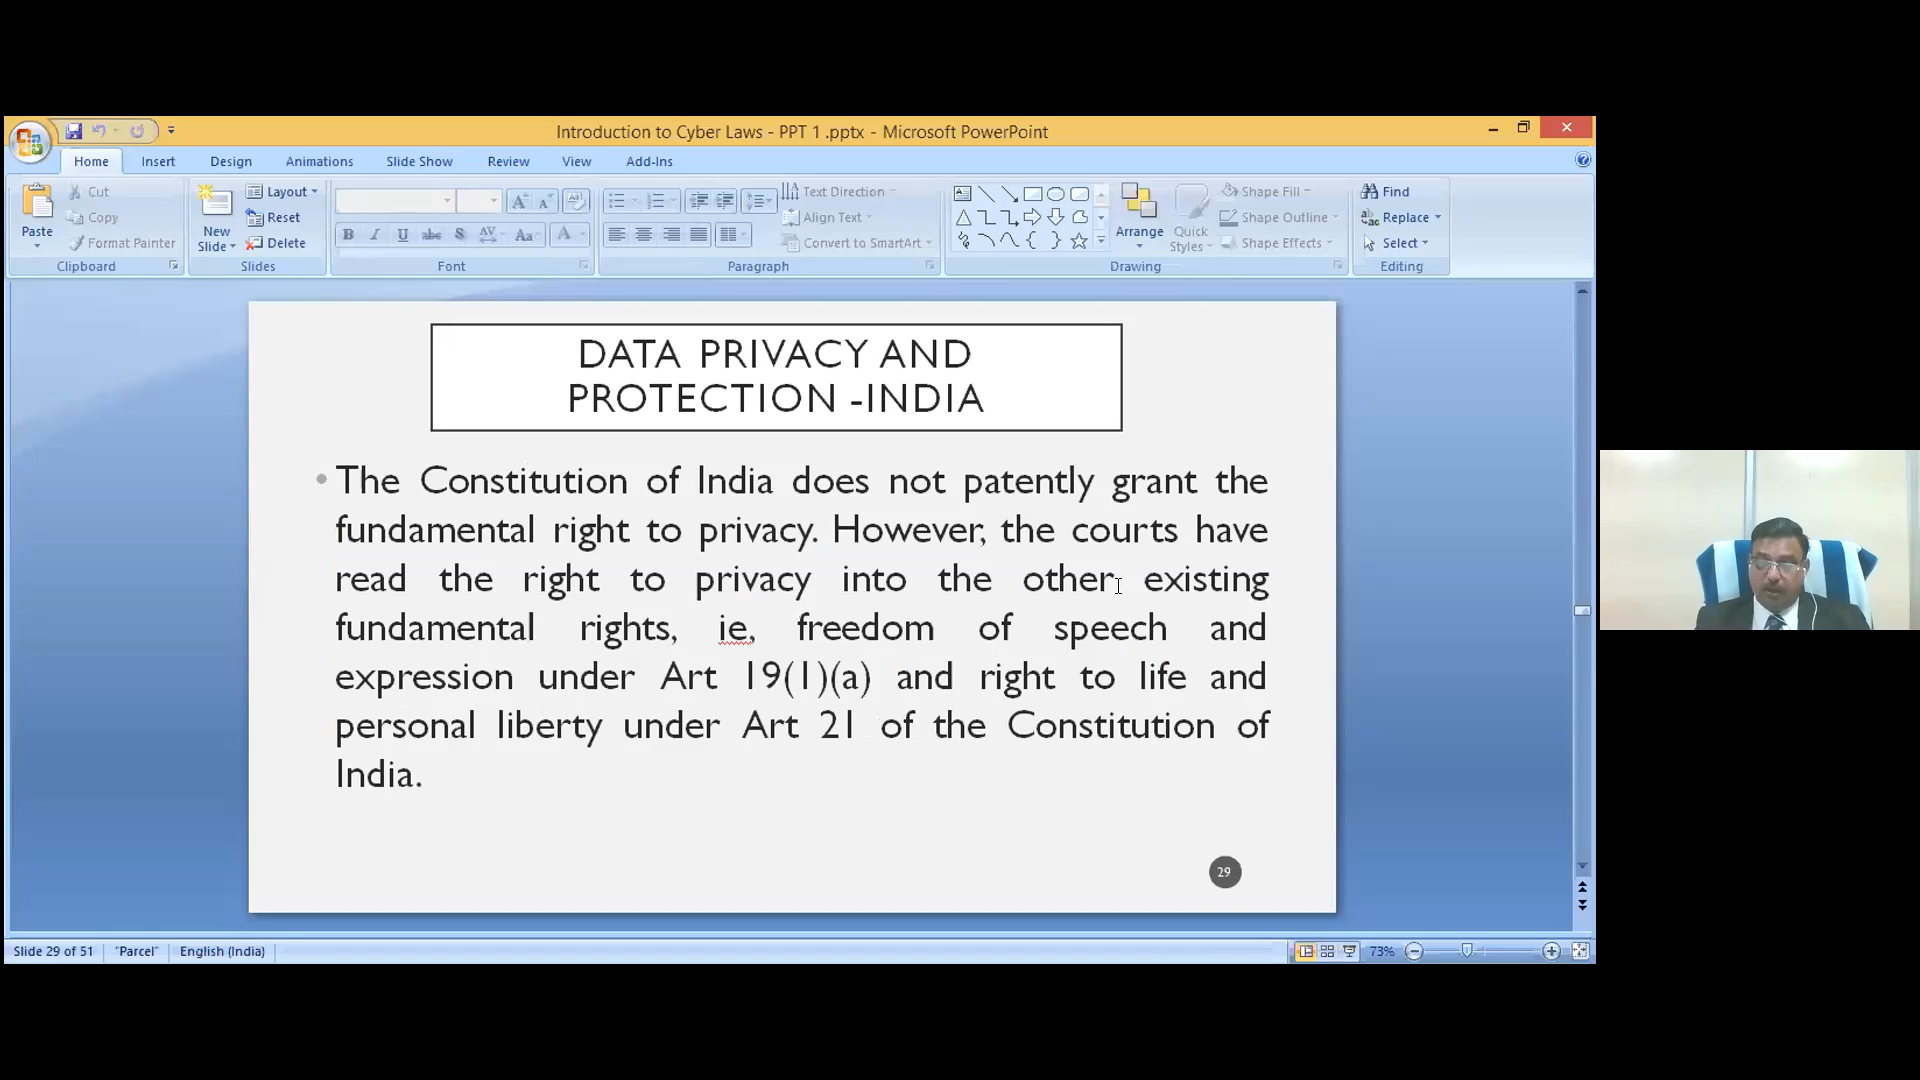 Introduction to Cyber Laws - PPT 1 .pptx - Microsoft PowerPoint
Home Insert Design Animations Slide Show Review View Add-Ins
Paste
Cut
Copy
Format Painter
Clipboard
New Slide
Layout
Reset
Delete
Slides
Font
Text Direction
Align Text
Convert to SmartArt
Paragraph
Arrange
Quick Styles
Shape Fill
Shape Outline
Shape Effects
Drawing
Find
Replace
Select
Editing
DATA PRIVACY AND
PROTECTION -INDIA
• The Constitution of India does not patently grant the
fundamental right to privacy. However, the courts have
read the right to privacy into the other existing
fundamental rights, ie, freedom of speech and
expression under Art 19(1)(a) and right to life and
personal liberty under Art 21 of the Constitution of
India.
29
Slide 29 of 51 "Parcel" English (India) 73%